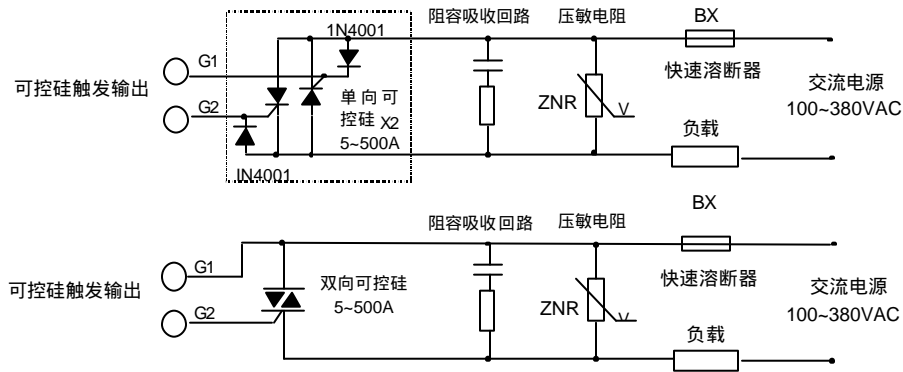 阻容吸收回路
压敏电阻
BX
1N4001
G1
可控硅触发输出
G2
单向可
控硅 X2
5~500A
ZNR
V
快速溶断器
交流电源
100~380VAC
负载
IN4001
阻容吸收回路
压敏电阻
BX
G1
可控硅触发输出
G2
双向可控硅
5~500A
ZNR
V
快速溶断器
交流电源
100~380VAC
负载